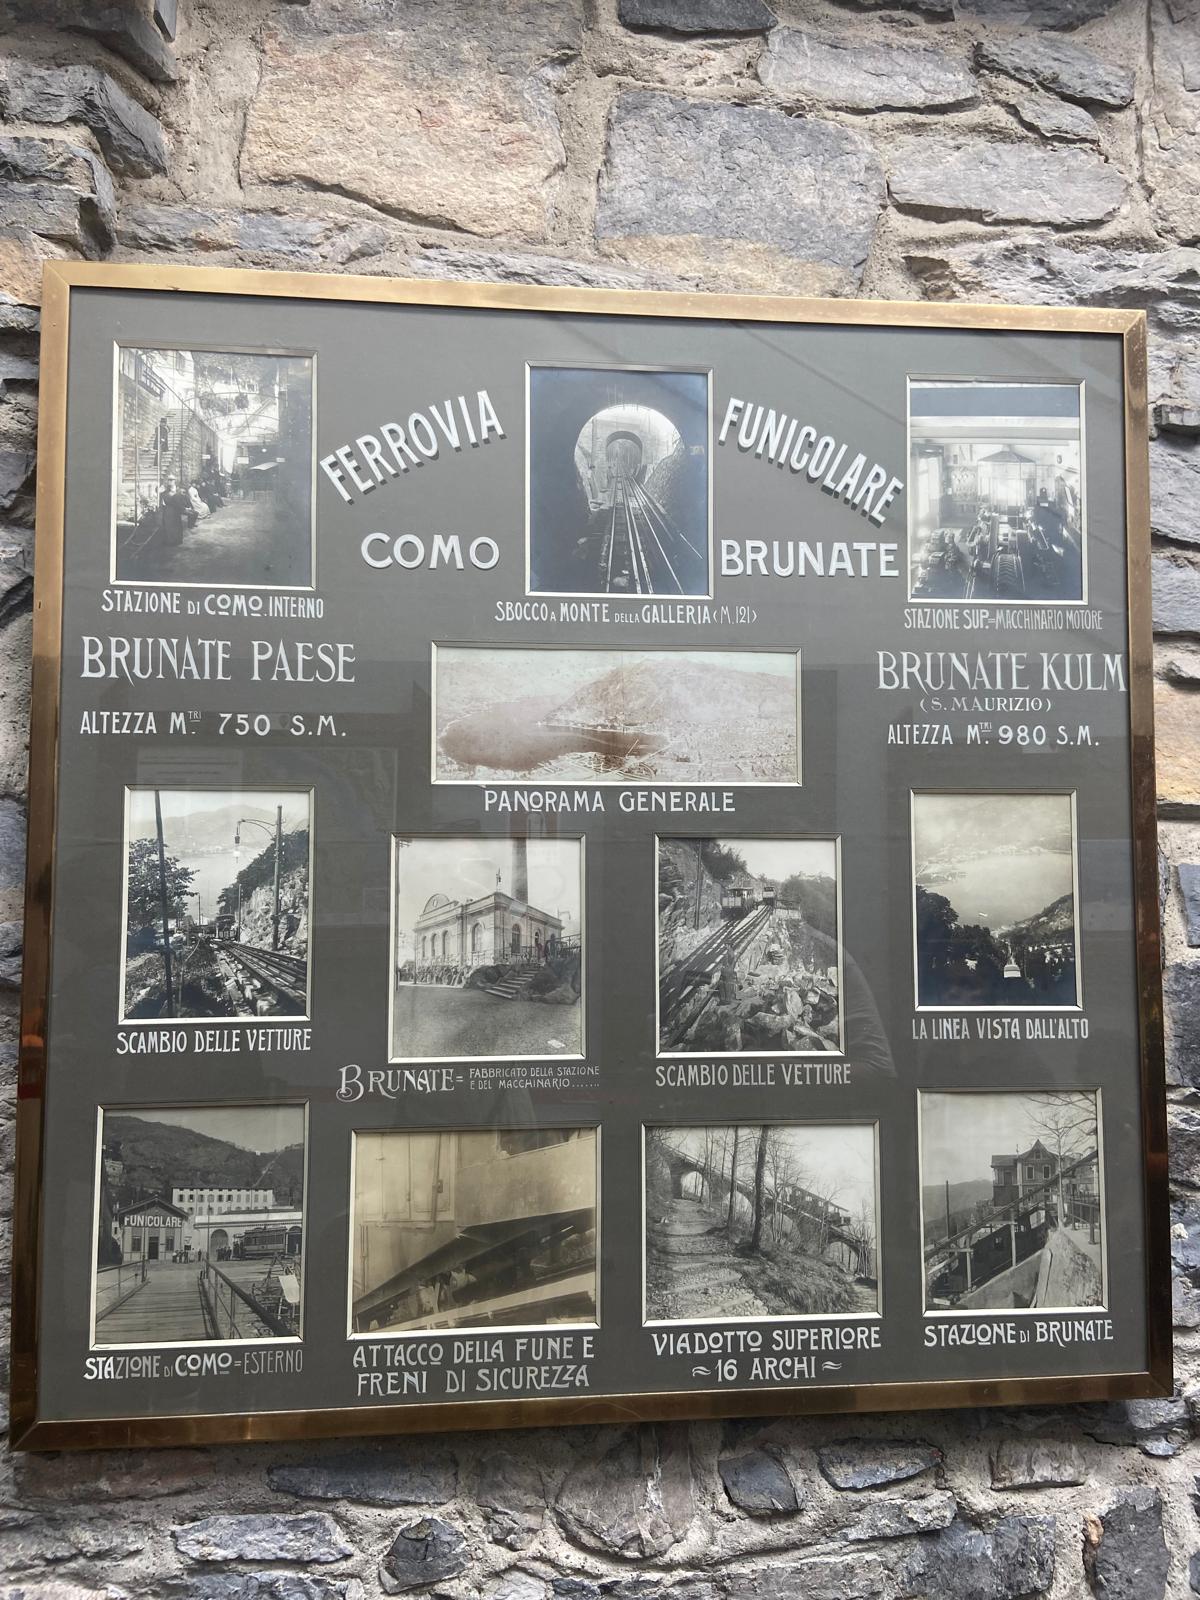 FERROVIA FUNICOLARE
COMO BRUNATE
STAZIONE DI COMO. INTERNO
SBOCCO A MONTE DELLA GALLERIA (M. 121)
STAZIONE SUP.= MACCHINARIO MOTORE
BRUNATE PAESE
ALTEZZA M.TRI 750 S.M.
BRUNATE KULM
(S. MAURIZIO)
ALTEZZA M.TRI 980 S.M.
PANORAMA GENERALE
SCAMBIO DELLE VETTURE
BRUNATE= FABBRICATO DELLA STAZIONE
E DEL MACCHINARIO.......
SCAMBIO DELLE VETTURE
LA LINEA VISTA DALL'ALTO
FUNICOLARE
STAZIONE DI COMO=ESTERNO
ATTACCO DELLA FUNE E
FRENI DI SICUREZZA
VIADOTTO SUPERIORE
~16 ARCHI~
STAZIONE DI BRUNATE